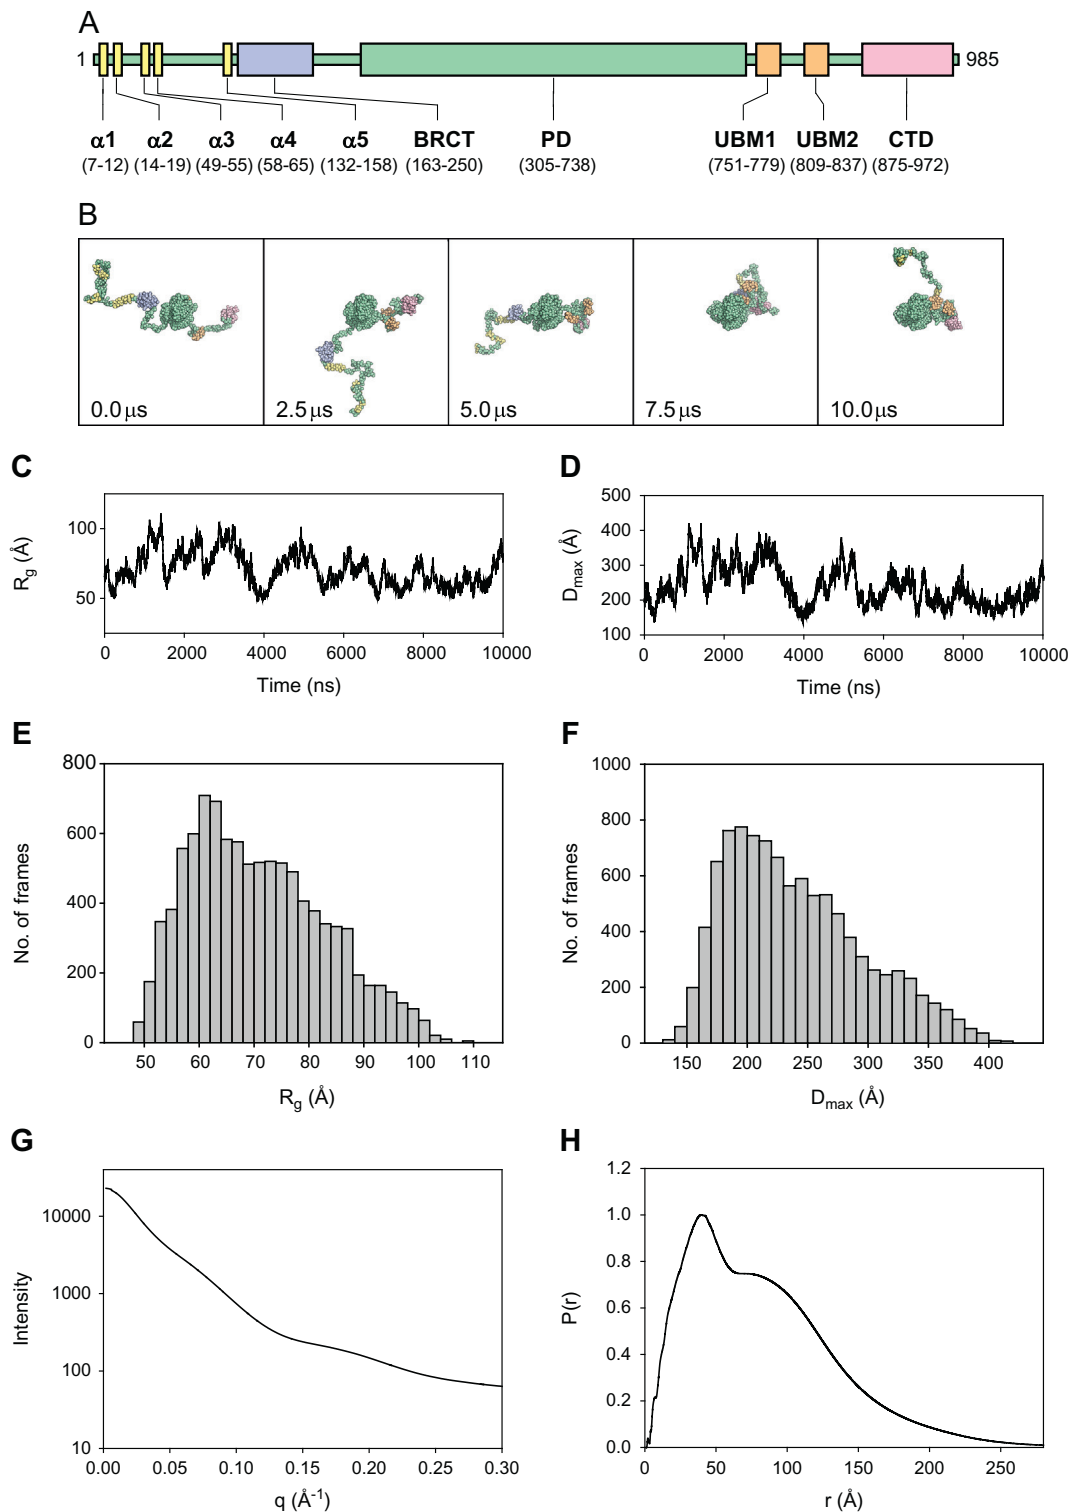 A
1 985
α1 α2 α3 α4 α5 BRCT PD UBM1 UBM2 CTD
(7-12) (14-19) (49-55) (58-65) (132-158) (163-250) (305-738) (751-779) (809-837) (875-972)
B
0.0 µs 2.5 µs 5.0 µs 7.5 µs 10.0 µs
C
Rg (Å)
100
50
0 2000 4000 6000 8000 10000
Time (ns)
D
Dmax (Å)
500
400
300
200
100
0 2000 4000 6000 8000 10000
Time (ns)
E
No. of frames
800
600
400
200
0
50 60 70 80 90 100 110
Rg (Å)
F
No. of frames
1000
800
600
400
200
0
150 200 250 300 350 400
Dmax (Å)
G
Intensity
10000
1000
100
10
0.00 0.05 0.10 0.15 0.20 0.25 0.30
q (Å-1)
H
P(r)
1.2
1.0
0.8
0.6
0.4
0.2
0.0
0 50 100 150 200 250
r (Å)